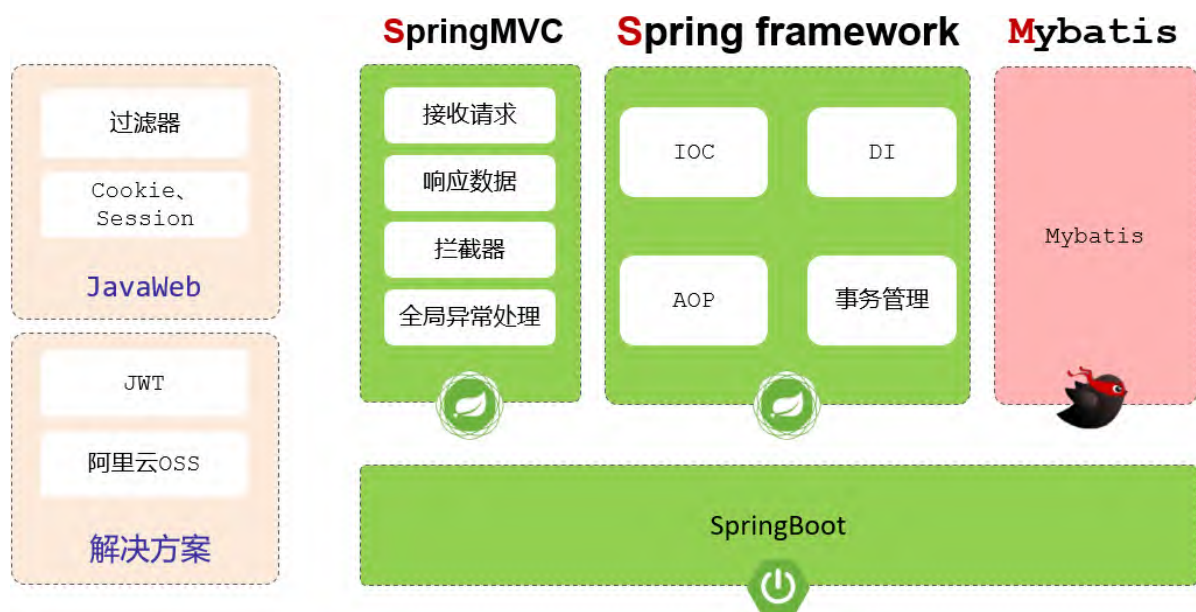 SpringMVC
Spring framework
Mybatis
过滤器
Cookie、
Session
JavaWeb
JWT
阿里云OSS
解决方案
接收请求
响应数据
拦截器
全局异常处理
IOC
DI
AOP
事务管理
Mybatis
SpringBoot